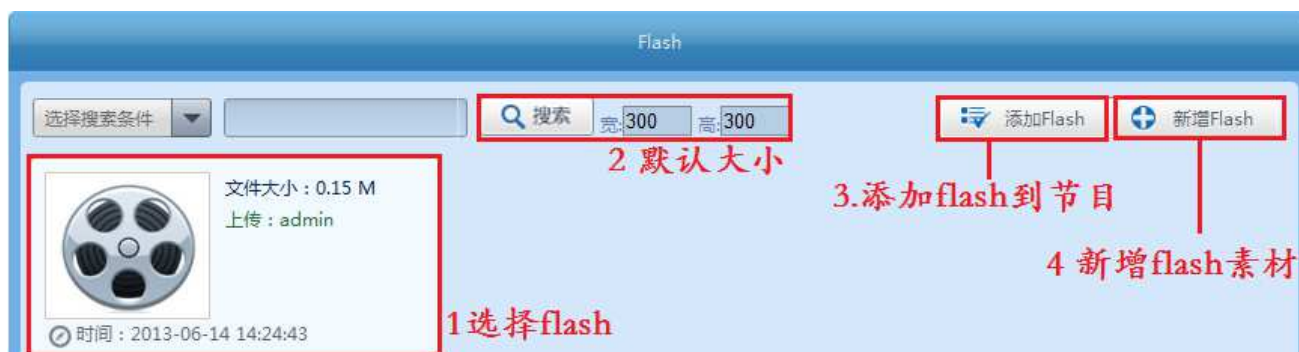 Flash
选择搜索条件 搜索 宽:300 高:300 添加Flash 新增Flash
2 默认大小
文件大小：0.15 M
上传：admin
3.添加flash到节目
4 新增flash素材
时间：2013-06-14 14:24:43
1选择flash